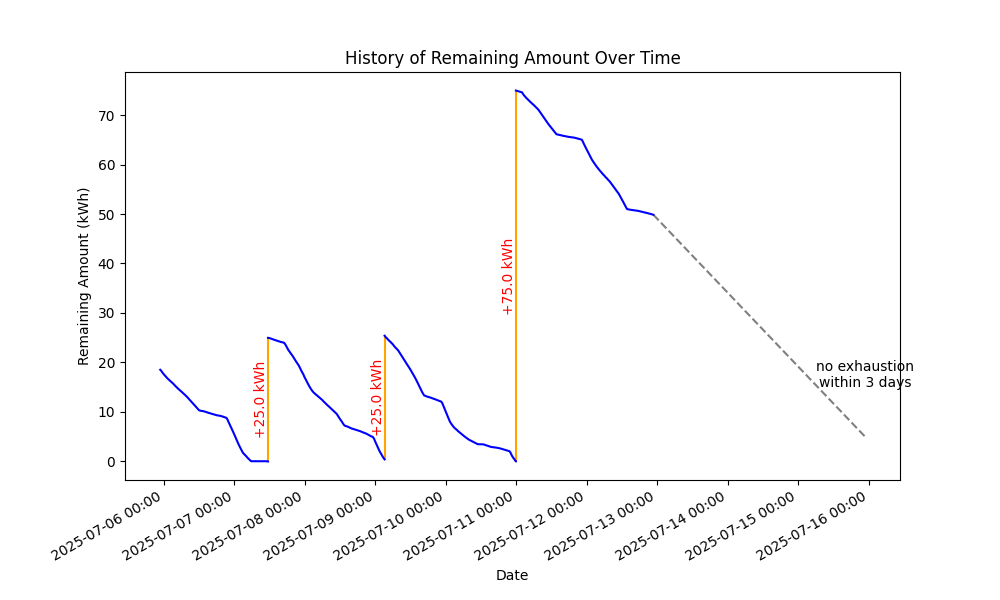 History of Remaining Amount Over Time
Remaining Amount (kWh)
70
60
50
40
30
20
10
0
+25.0 kWh
+25.0 kWh
+75.0 kWh
no exhaustion
within 3 days
2025-07-06 00:00
2025-07-07 00:00
2025-07-08 00:00
2025-07-09 00:00
2025-07-10 00:00
2025-07-11 00:00
2025-07-12 00:00
2025-07-13 00:00
2025-07-14 00:00
2025-07-15 00:00
2025-07-16 00:00
Date